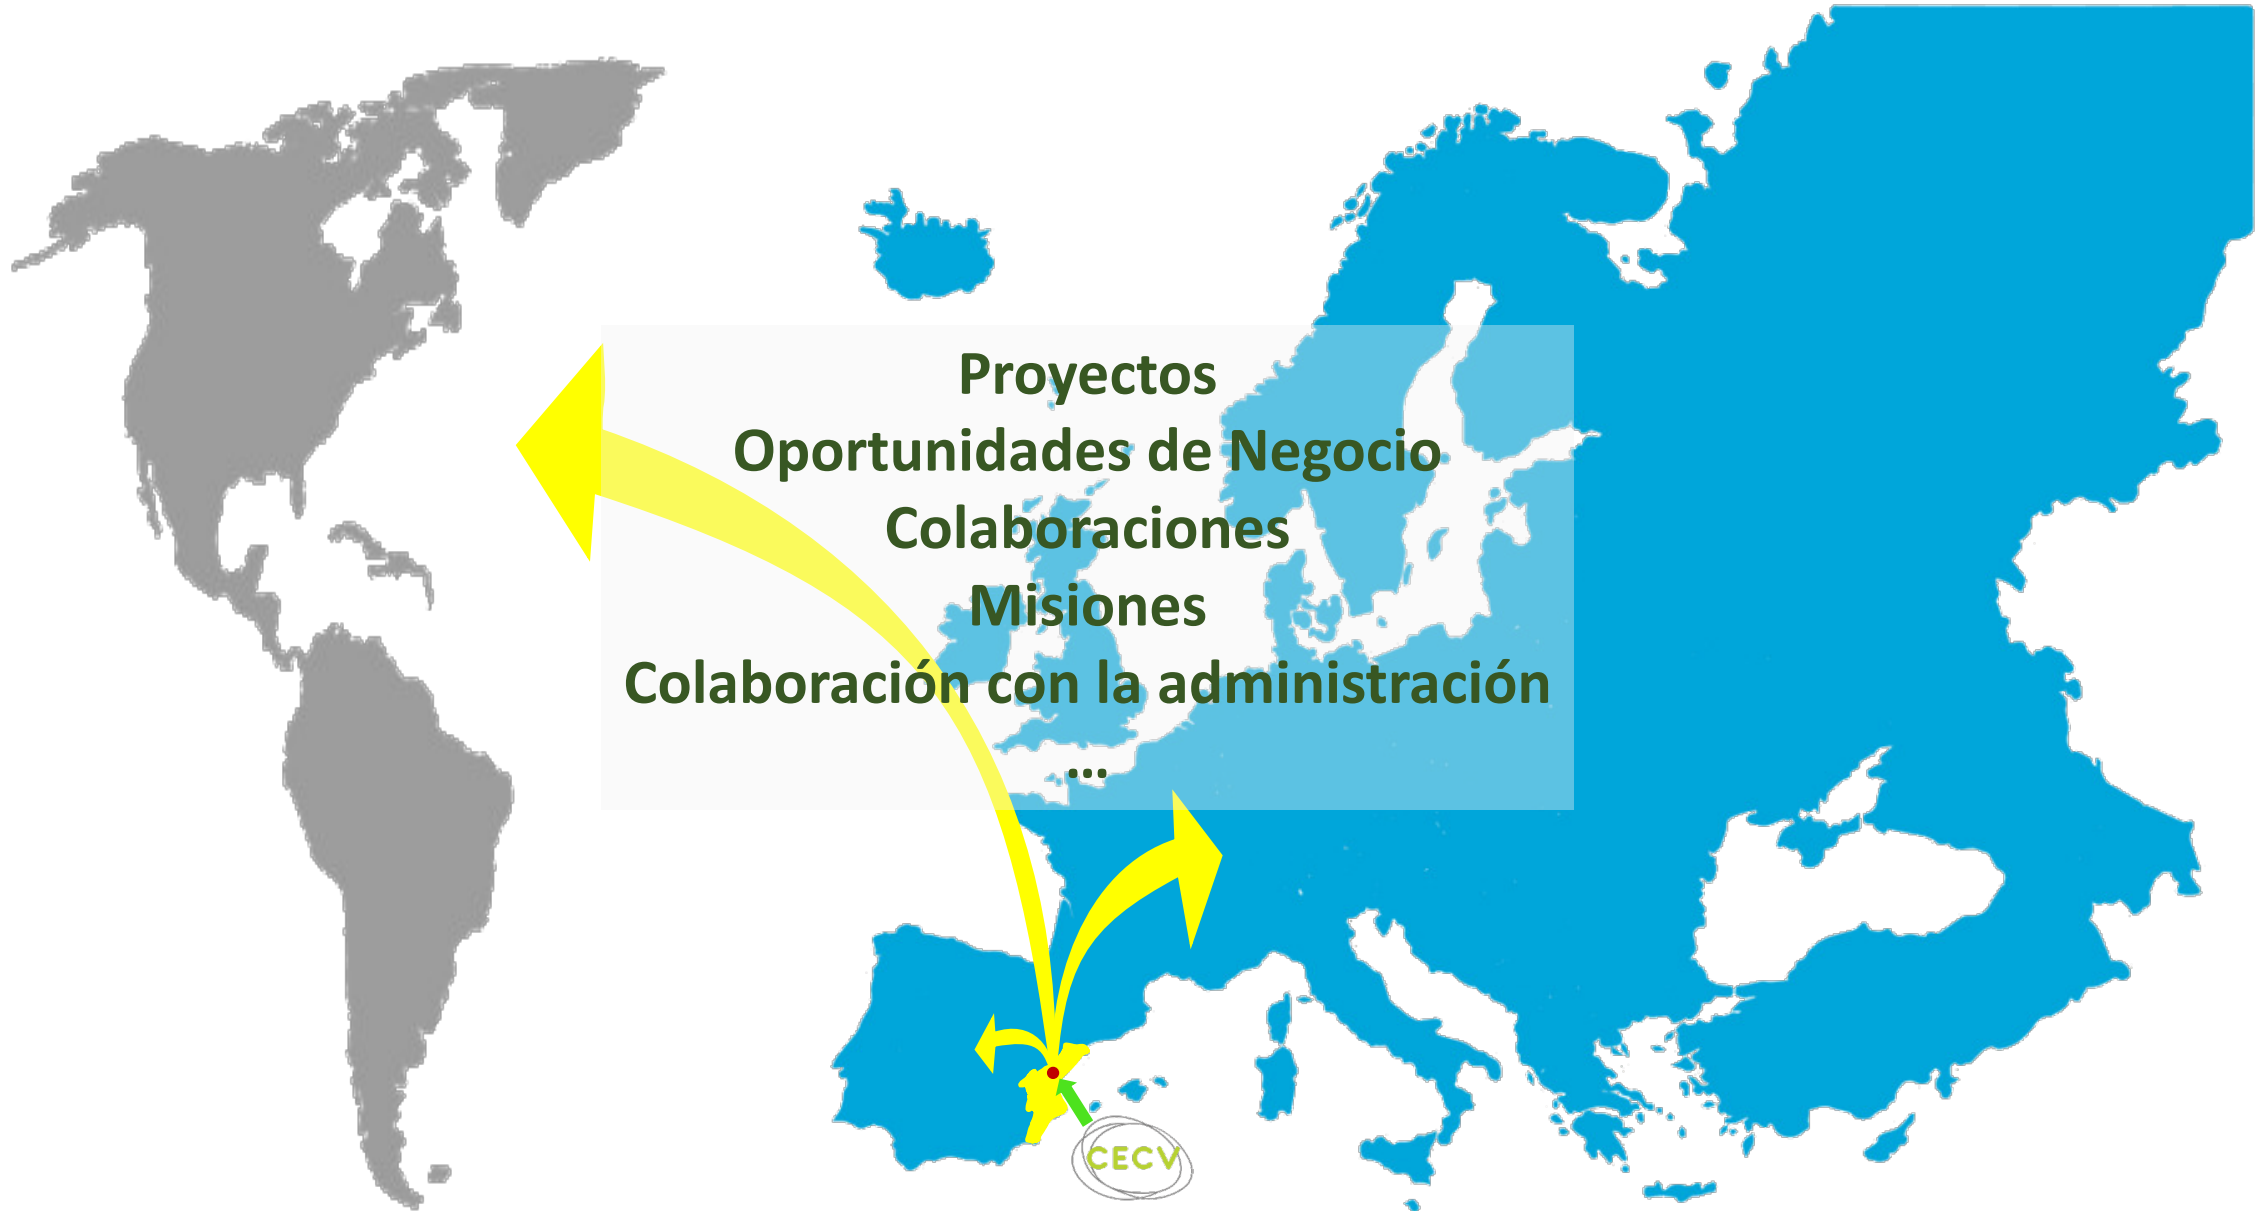 Proyectos
Oportunidades de Negocio
Colaboraciones
Misiones
Colaboración con la administración
...
CECV